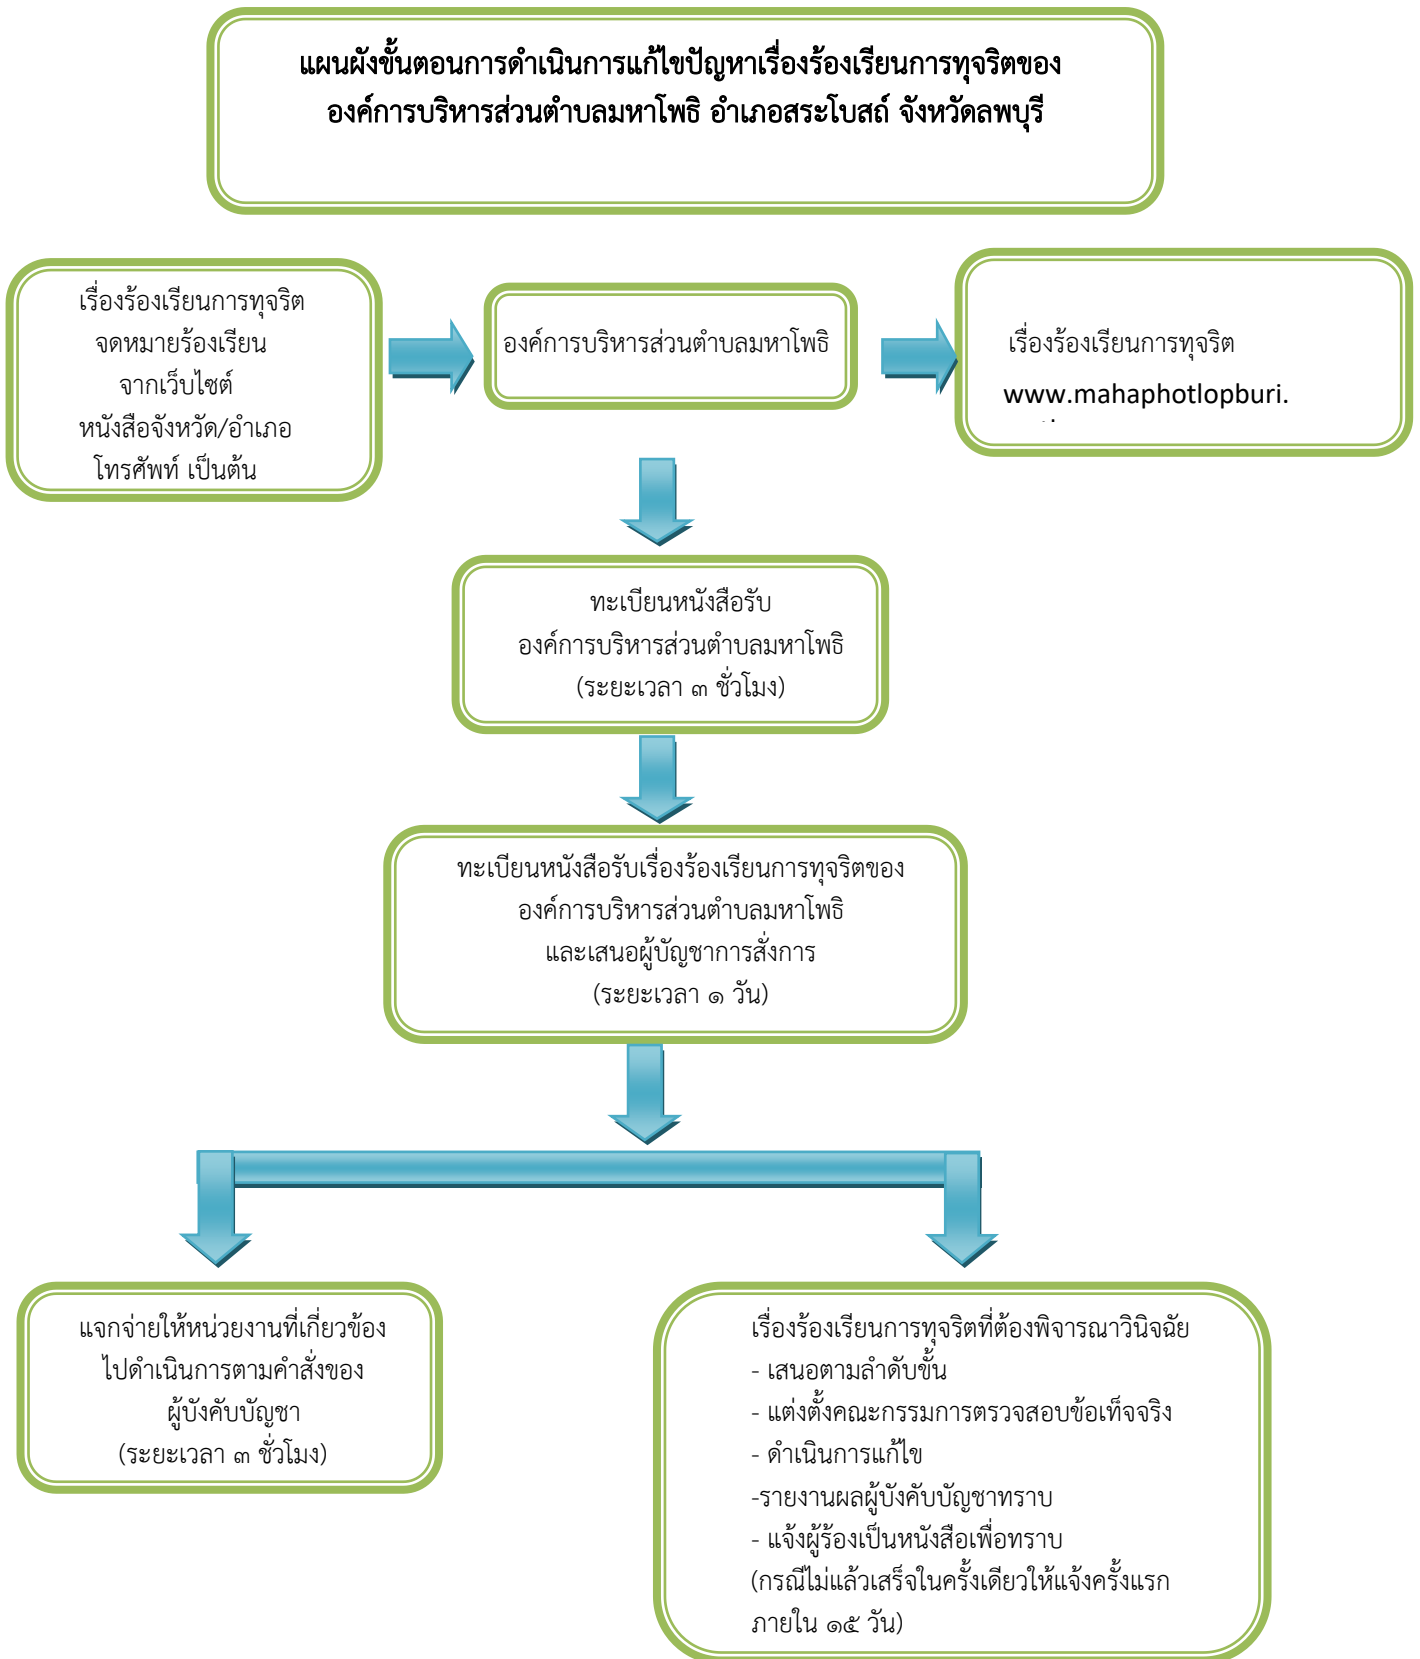 แผนผังขั้นตอนการดำเนินการแก้ไขปัญหาเรื่องร้องเรียนการทุจริตของ
องค์การบริหารส่วนตำบลมหาโพธิ อำเภอสระโบสถ์ จังหวัดลพบุรี
เรื่องร้องเรียนการทุจริต
จดหมายร้องเรียน
จากเว็บไซต์
หนังสือจังหวัด/อำเภอ
โทรศัพท์ เป็นต้น
องค์การบริหารส่วนตำบลมหาโพธิ
เรื่องร้องเรียนการทุจริต
www.mahaphotlopburi.
ทะเบียนหนังสือรับ
องค์การบริหารส่วนตำบลมหาโพธิ
(ระยะเวลา ๓ ชั่วโมง)
ทะเบียนหนังสือรับเรื่องร้องเรียนการทุจริตของ
องค์การบริหารส่วนตำบลมหาโพธิ
และเสนอผู้บัญชาการสั่งการ
(ระยะเวลา ๑ วัน)
แจกจ่ายให้หน่วยงานที่เกี่ยวข้อง
ไปดำเนินการตามคำสั่งของ
ผู้บังคับบัญชา
(ระยะเวลา ๓ ชั่วโมง)
เรื่องร้องเรียนการทุจริตที่ต้องพิจารณาวินิจฉัย
- เสนอตามลำดับขั้น
- แต่งตั้งคณะกรรมการตรวจสอบข้อเท็จจริง
- ดำเนินการแก้ไข
-รายงานผลผู้บังคับบัญชาทราบ
- แจ้งผู้ร้องเป็นหนังสือเพื่อทราบ
(กรณีไม่แล้วเสร็จในครั้งเดียวให้แจ้งครั้งแรก
ภายใน ๑๕ วัน)